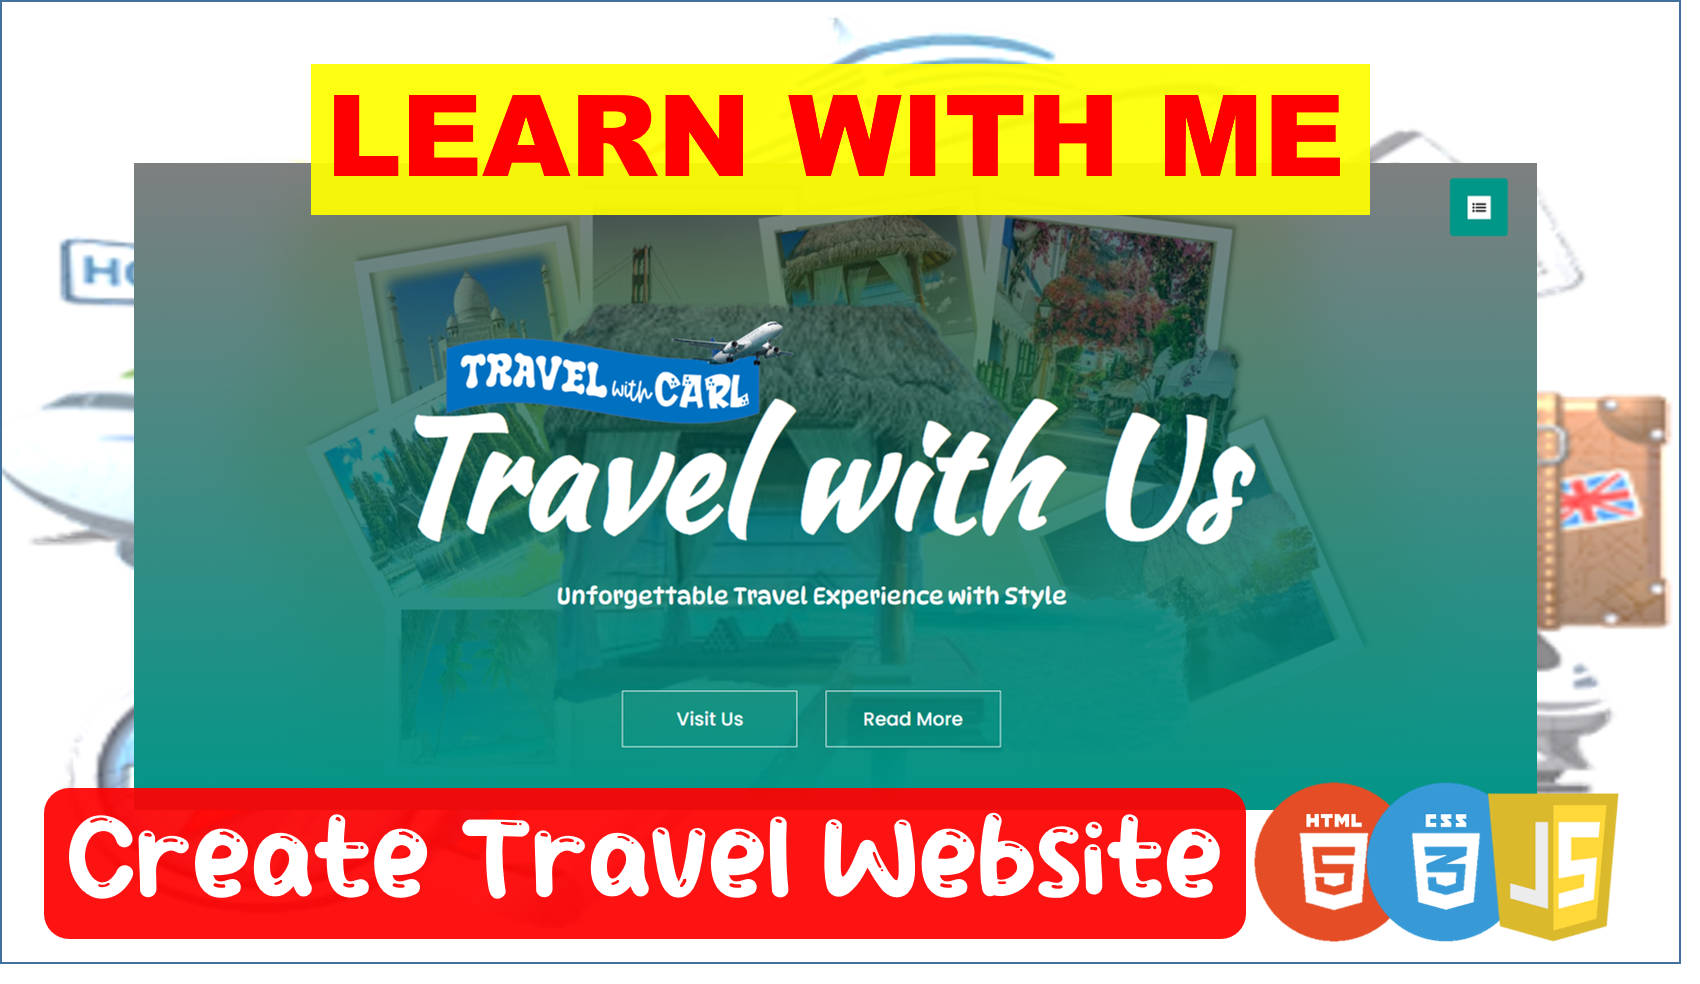 LEARN WITH ME
HO
TRAVEL with CARL
Travel with Us
Unforgettable Travel Experience with Style
Visit Us
Read More
Create Travel Website
HTML
5
CSS
3
JS